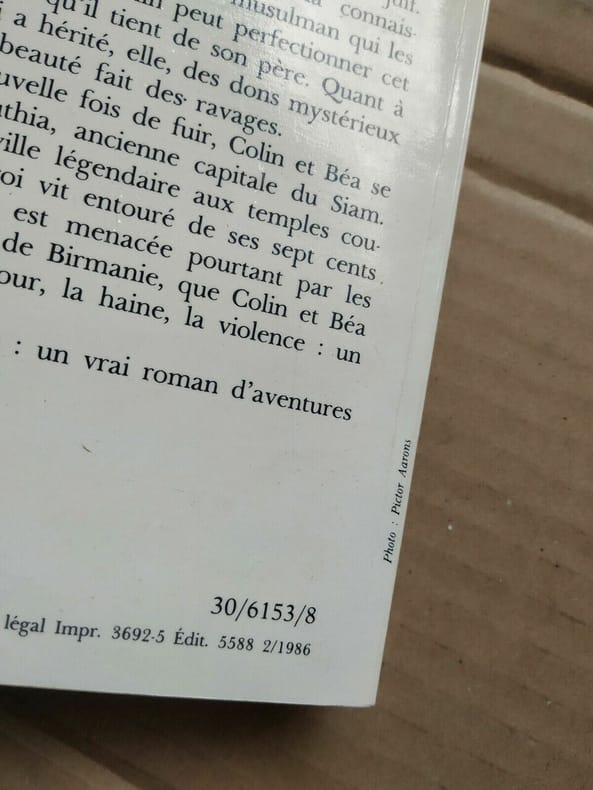 juif.
connais-
musulman qui les
peut perfectionner cet
qu'il tient de son père. Quant à
a hérité, elle, des dons mystérieux
beauté fait des ravages.
uvelle fois de fuir, Colin et Béa se
uthia, ancienne capitale du Siam.
ville légendaire aux temples cou-
oi vit entouré de ses sept cents
est menacée pourtant par les
de Birmanie, que Colin et Béa
our, la haine, la violence : un
: un vrai roman d'aventures
Photo : Pictor Aarons
30/6153/8
légal Impr. 3692-5 Édit. 5588 2/1986